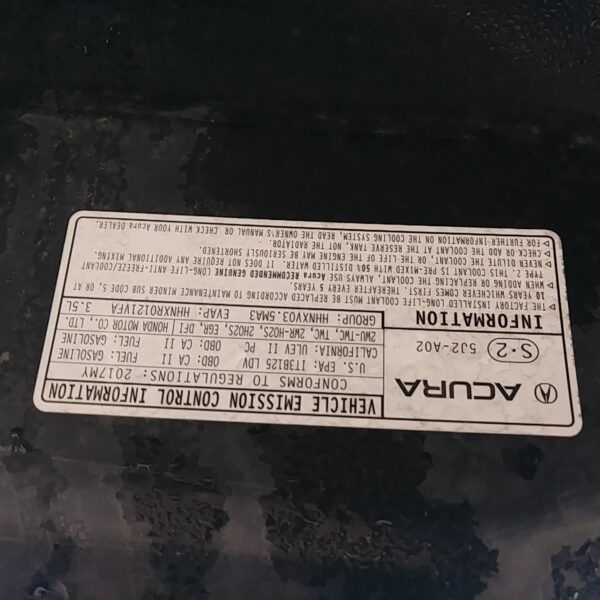 ACURA
S·2 5J2-A02
VEHICLE EMISSION CONTROL INFORMATION
CONFORMS TO REGULATIONS: 2017MY
U.S. EPA: T3B125 LDV OBD: CA II FUEL: GASOLINE
CALIFORNIA: ULEV II PC OBD: CA II FUEL: GASOLINE
2WU-TWC, TWC, 2WR-HO2S, 2HO2S, EGR, DFI HONDA MOTOR CO., LTD.
GROUP: HHNXV03.5MA3 EVAP: HHNXR0121VFA 3.5L
INFORMATION
▷ THE FACTORY INSTALLED LONG-LIFE COOLANT MUST BE REPLACED ACCORDING TO MAINTENANCE MINDER SUB CODE 5, OR AT
10 YEARS WHICHEVER COMES FIRST. THEREAFTER EVERY 5 YEARS.
▷ WHEN ADDING OR REPLACING THE COOLANT, ALWAYS USE Acura RECOMMENDED GENUINE LONG-LIFE ANTI-FREEZE/COOLANT
TYPE 2. THIS COOLANT IS PRE-MIXED WITH 50% DISTILLED WATER. IT DOES NOT REQUIRE ANY ADDITIONAL MIXING.
▷ NEVER DILUTE THE COOLANT, OR THE LIFE OF THE ENGINE MAY BE SERIOUSLY SHORTENED.
▷ CHECK OR ADD COOLANT AT THE RESERVE TANK, NOT THE RADIATOR.
▷ FOR FURTHER INFORMATION ON THE COOLING SYSTEM, READ THE OWNER'S MANUAL OR CHECK WITH YOUR Acura DEALER.